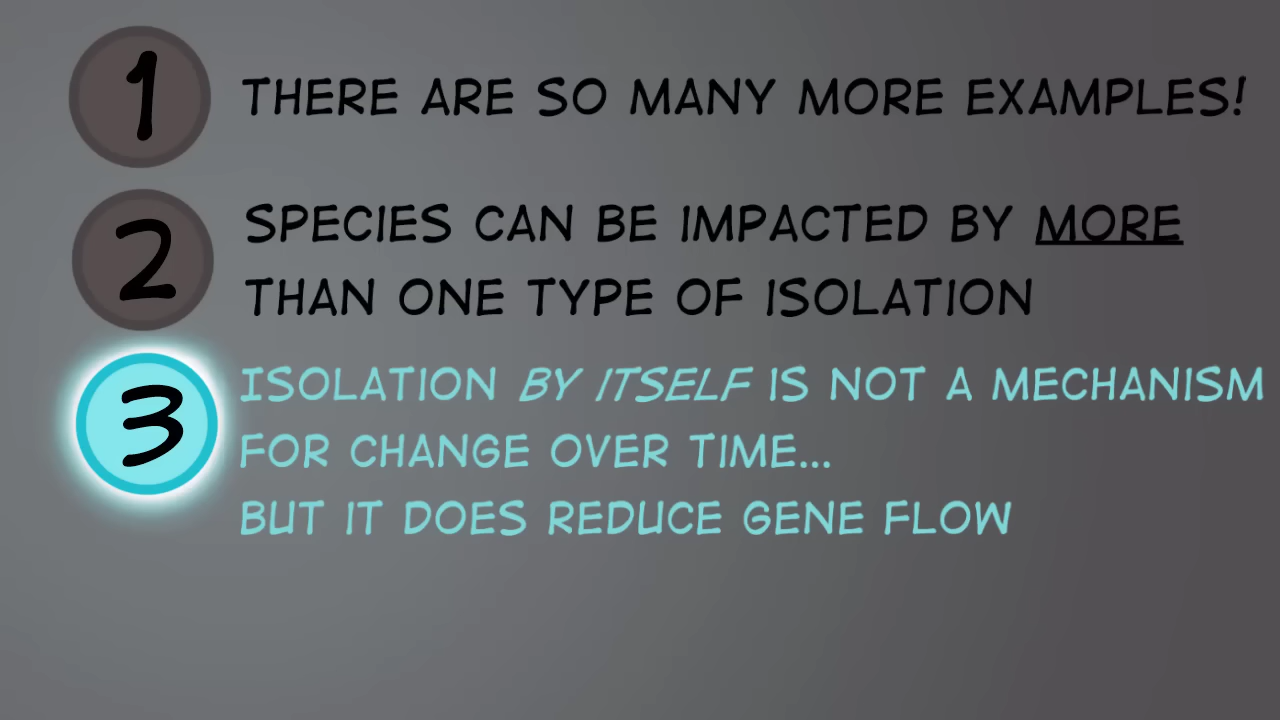 1 THERE ARE SO MANY MORE EXAMPLES!
2 SPECIES CAN BE IMPACTED BY MORE
THAN ONE TYPE OF ISOLATION
3 ISOLATION BY ITSELF IS NOT A MECHANISM
FOR CHANGE OVER TIME...
BUT IT DOES REDUCE GENE FLOW